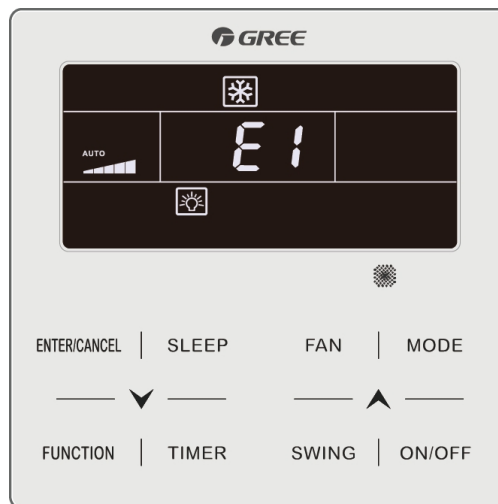 GREE
AUTO
E1
ENTER/CANCEL SLEEP FAN MODE
FUNCTION TIMER SWING ON/OFF